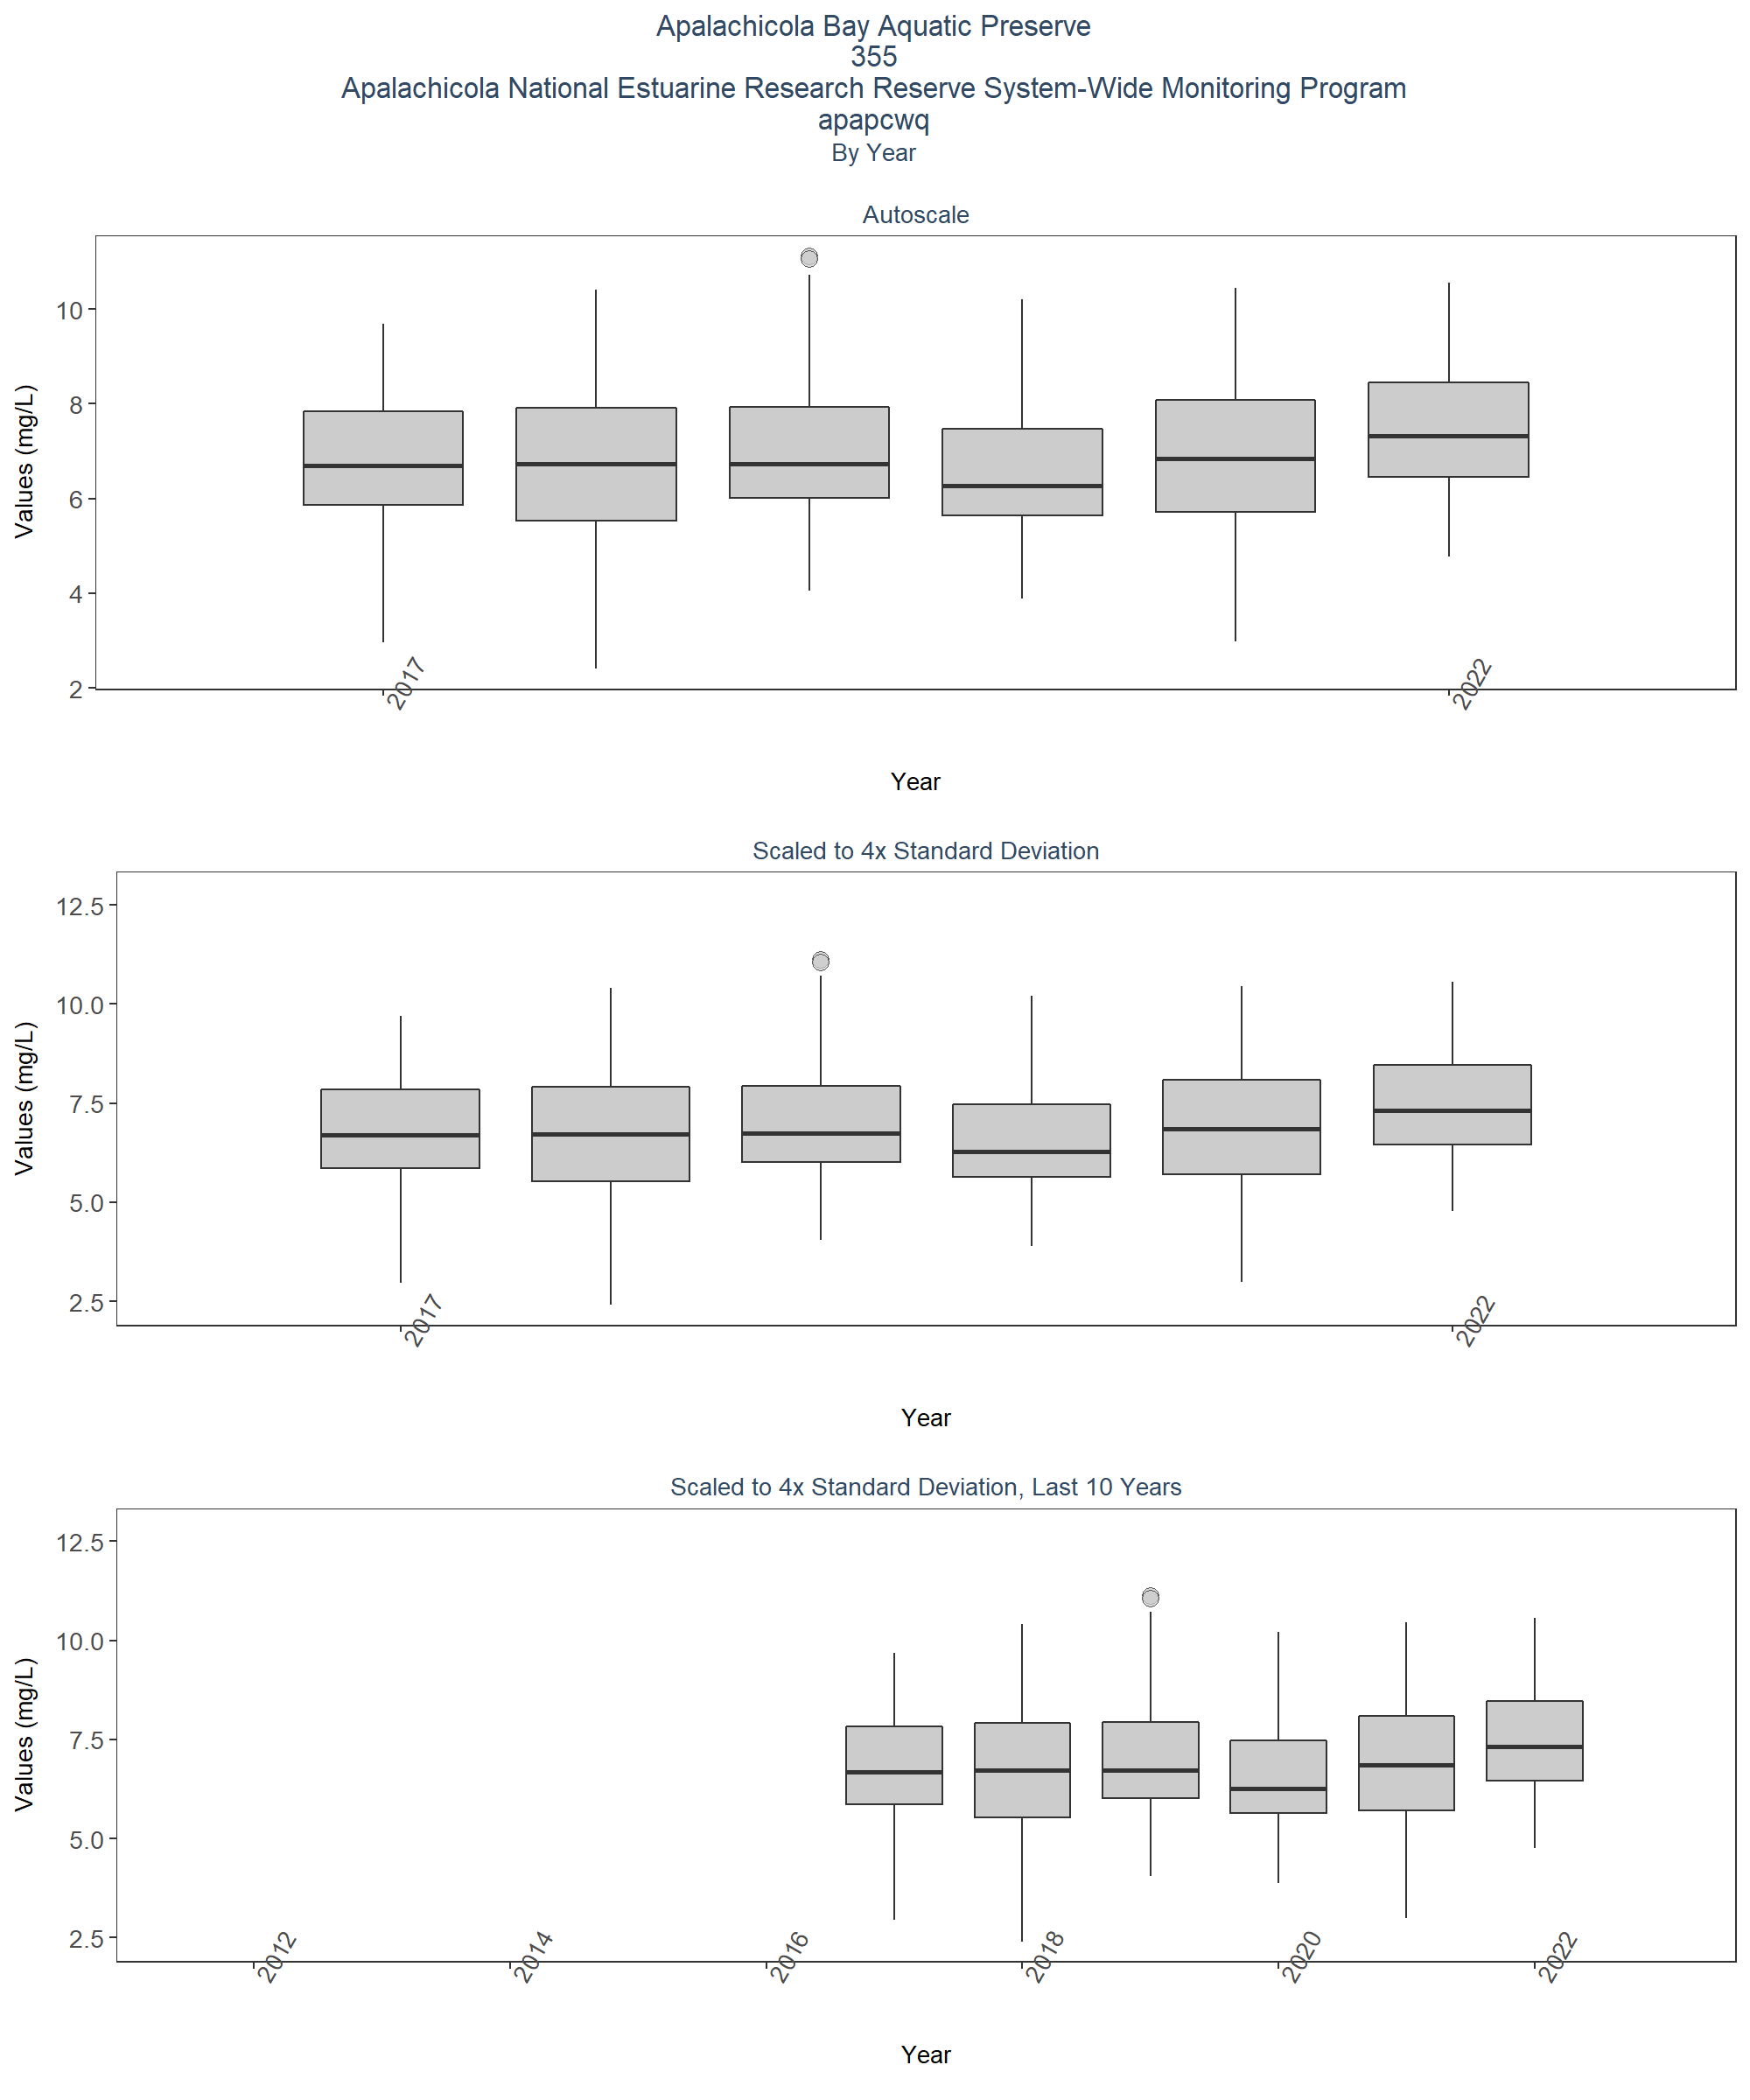 Apalachicola Bay Aquatic Preserve
355
Apalachicola National Estuarine Research Reserve System-Wide Monitoring Program
apapcwq
By Year
Autoscale
Values (mg/L)
10
8
6
4
2
2017
2022
Year
Scaled to 4x Standard Deviation
Values (mg/L)
12.5
10.0
7.5
5.0
2.5
2017
2022
Year
Scaled to 4x Standard Deviation, Last 10 Years
Values (mg/L)
12.5
10.0
7.5
5.0
2.5
2012
2014
2016
2018
2020
2022
Year